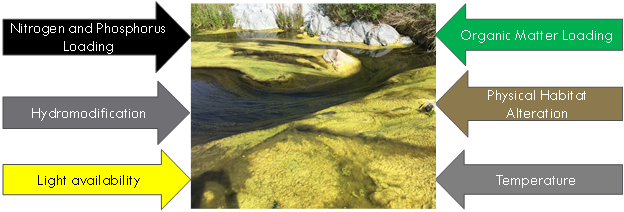 Nitrogen and Phosphorus
Loading
Hydromodification
Light availability
Organic Matter Loading
Physical Habitat
Alteration
Temperature